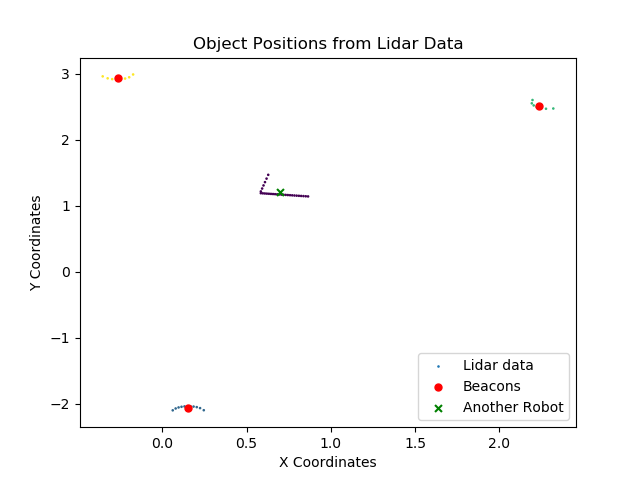 Object Positions from Lidar Data
Y Coordinates
3
2
1
0
−1
−2
0.0 0.5 1.0 1.5 2.0
X Coordinates
Lidar data
Beacons
Another Robot